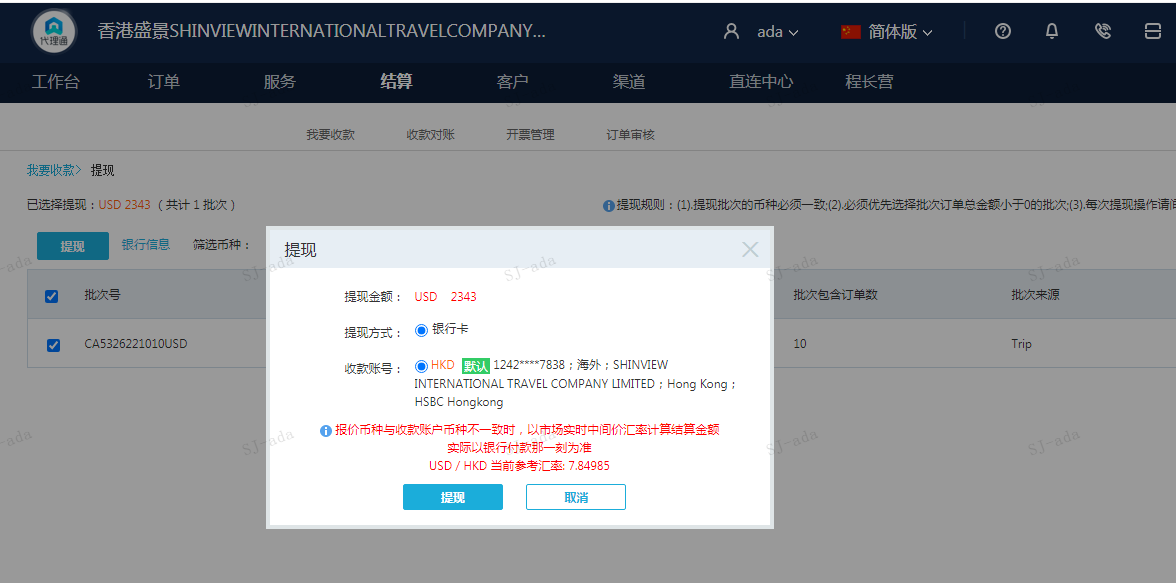 代理通
香港盛景SHINVIEWINTERNATIONALTRAVELCOMPANY...
ada
简体版
工作台 订单 服务 结算 客户 渠道 直连中心 程长营
我要收款 收款对账 开票管理 订单审核
我要收款> 提现
已选择提现：USD 2343 （ 共计 1 批次 ）
提现规则：(1).提现批次的币种必须一致;(2).必须优先选择批次订单总金额小于0的批次;(3).每次提现操作请
提现 银行信息 筛选币种：
批次号 批次包含订单数 批次来源
CA5326221010USD 10 Trip
提现
提现金额： USD 2343
提现方式： 银行卡
收款账号： HKD 默认 1242****7838；海外；SHINVIEW
INTERNATIONAL TRAVEL COMPANY LIMITED；Hong Kong；
HSBC Hongkong
报价币种与收款账户币种不一致时，以市场实时中间价汇率计算结算金额
实际以银行付款那一刻为准
USD / HKD 当前参考汇率: 7.84985
提现 取消
SJ-ada
SJ-ada
SJ-ada
SJ-ada
SJ-ada
SJ-ada
SJ-ada